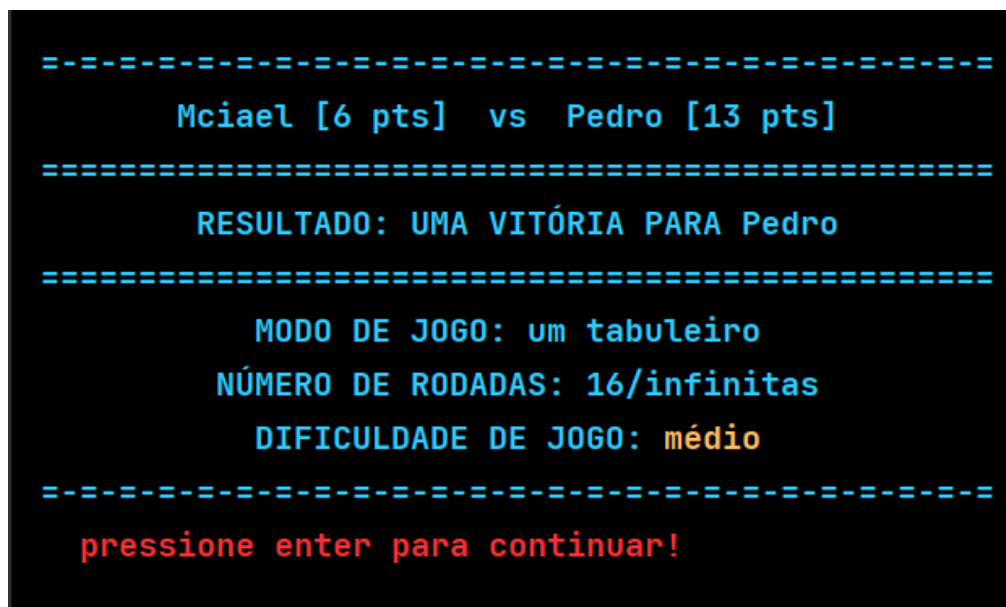 =-=-=-=-=-=-=-=-=-=-=-=-=-=-=-=-=-=-=-=-=-=-=-=-=
Mciael [6 pts]  vs  Pedro [13 pts]
=================================================
RESULTADO: UMA VITÓRIA PARA Pedro
=================================================
MODO DE JOGO: um tabuleiro
NÚMERO DE RODADAS: 16/infinitas
DIFICULDADE DE JOGO: médio
=-=-=-=-=-=-=-=-=-=-=-=-=-=-=-=-=-=-=-=-=-=-=-=-=
pressione enter para continuar!